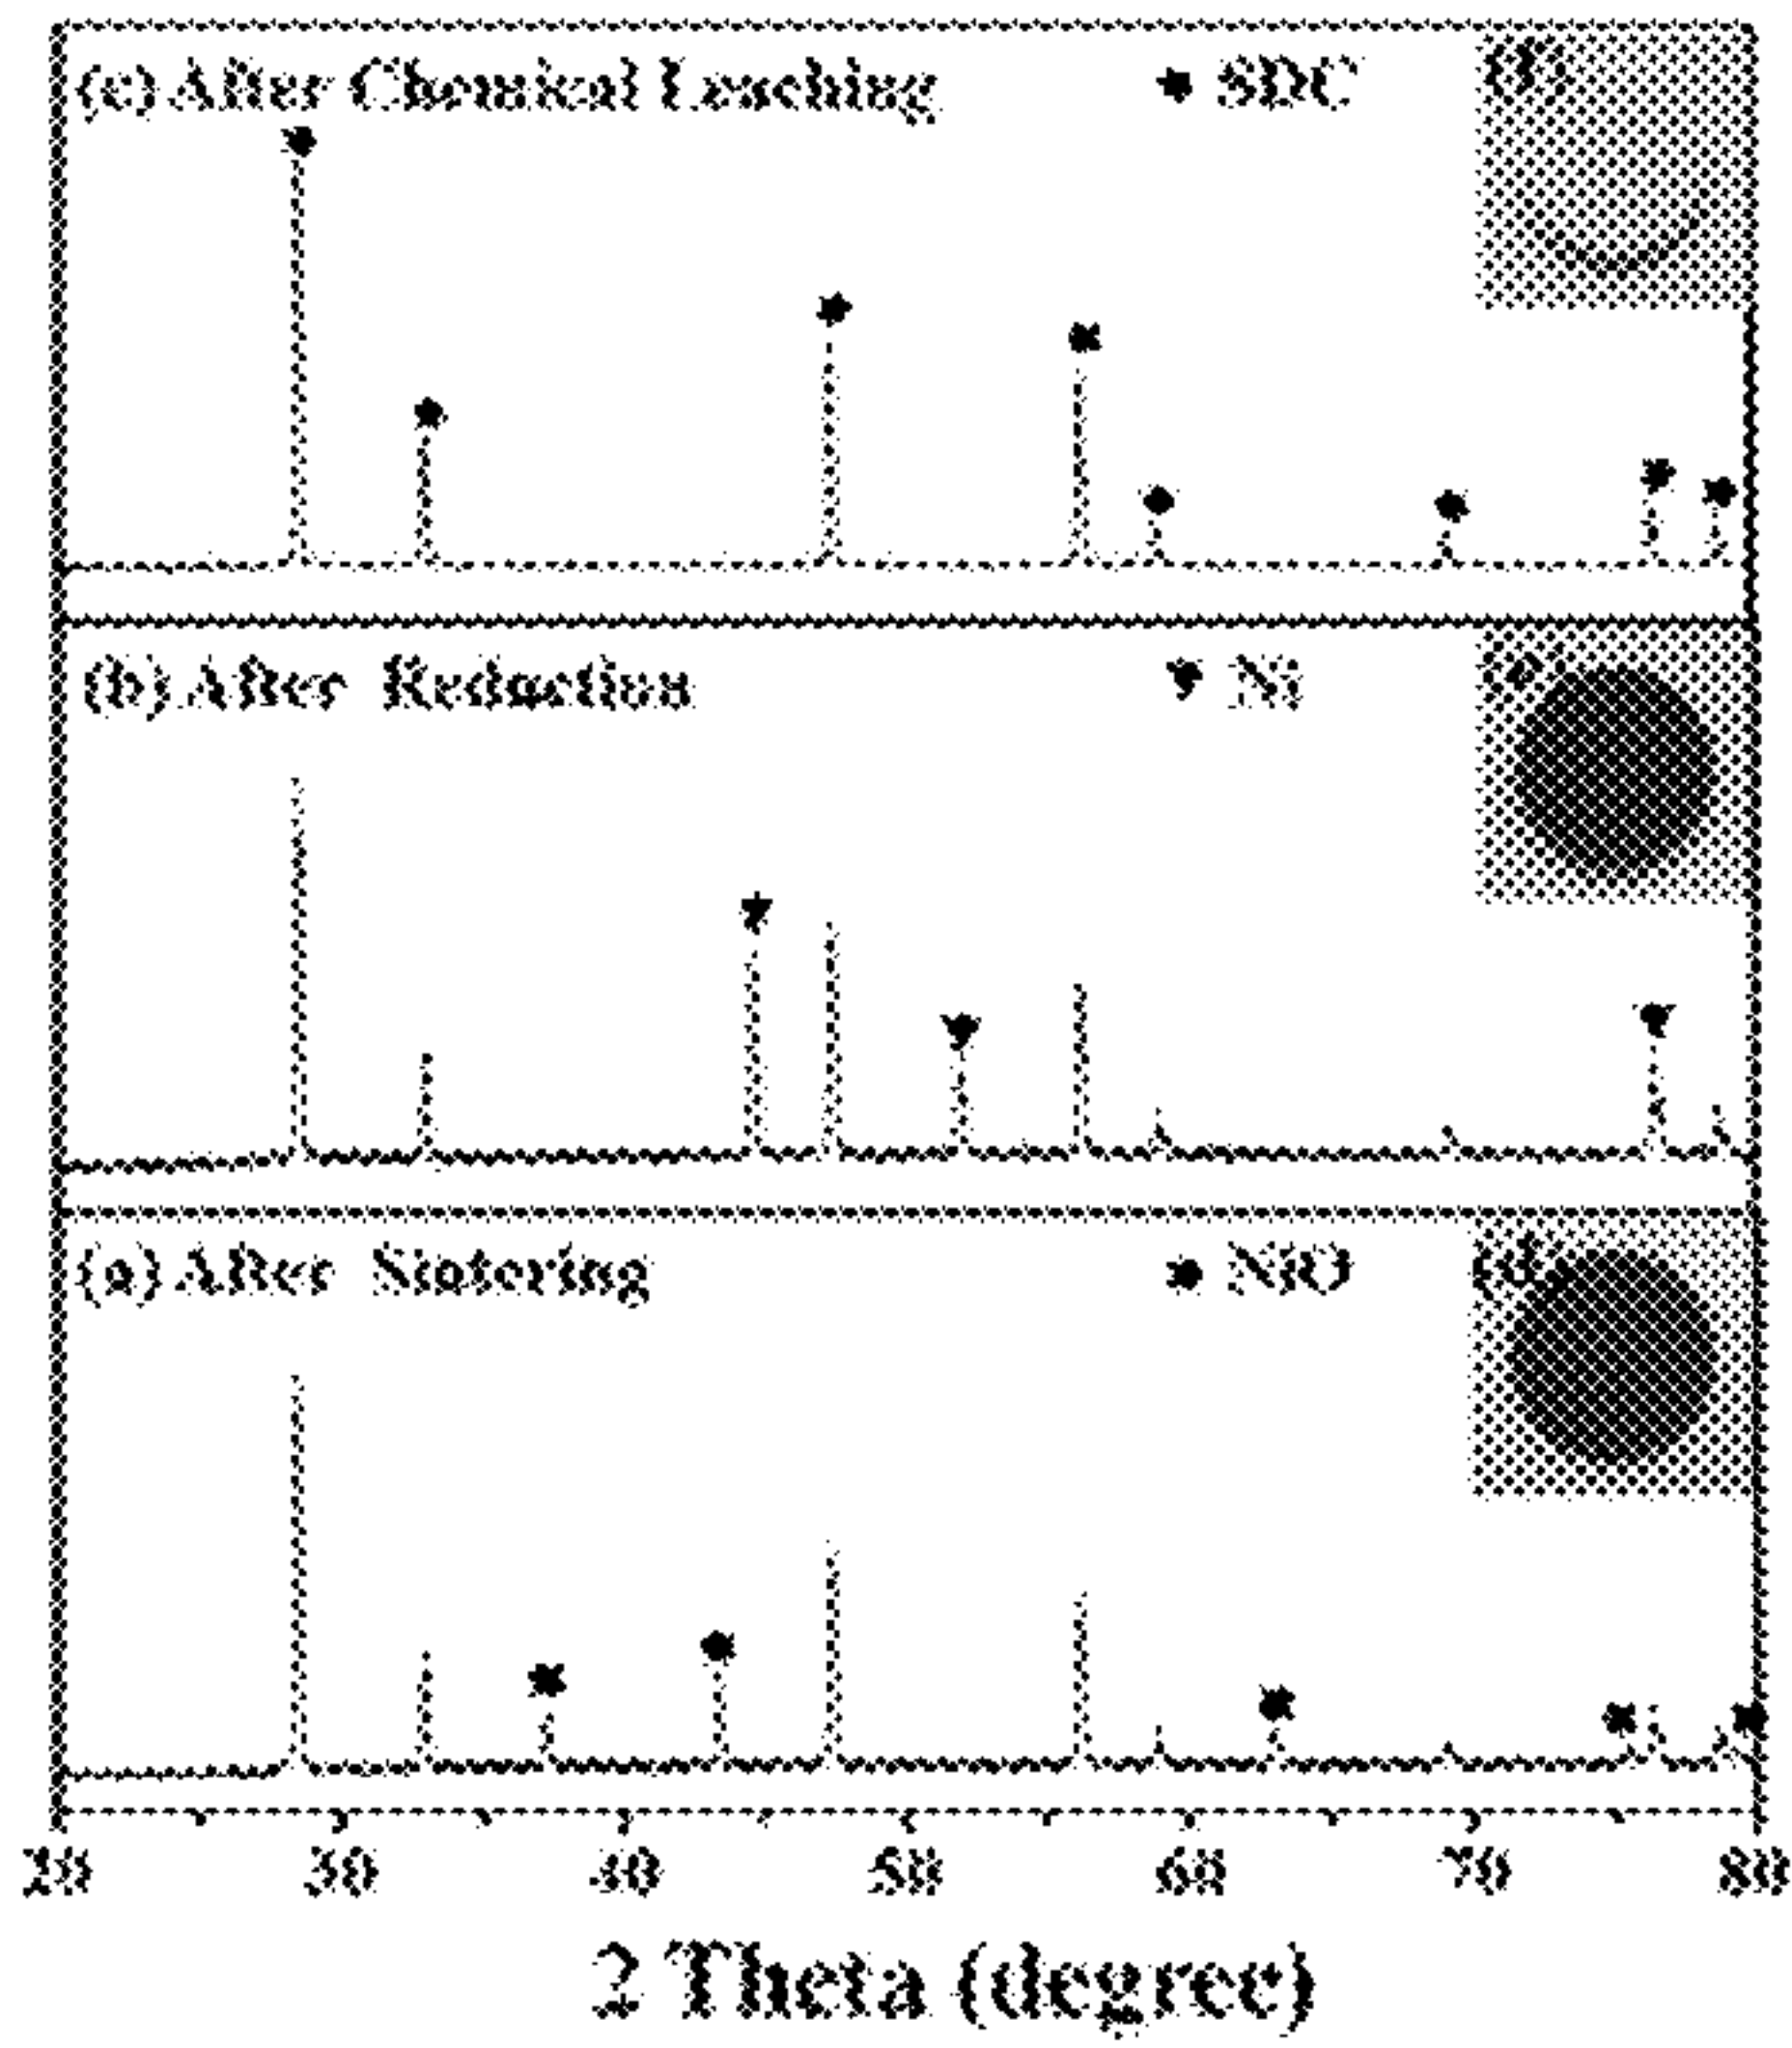 (c) After Chemical Leaching SDC (f)
(b) After Reduction Ni (e)
(a) After Sintering NiO (d)
20 30 40 50 60 70 80
2 Theta (degree)